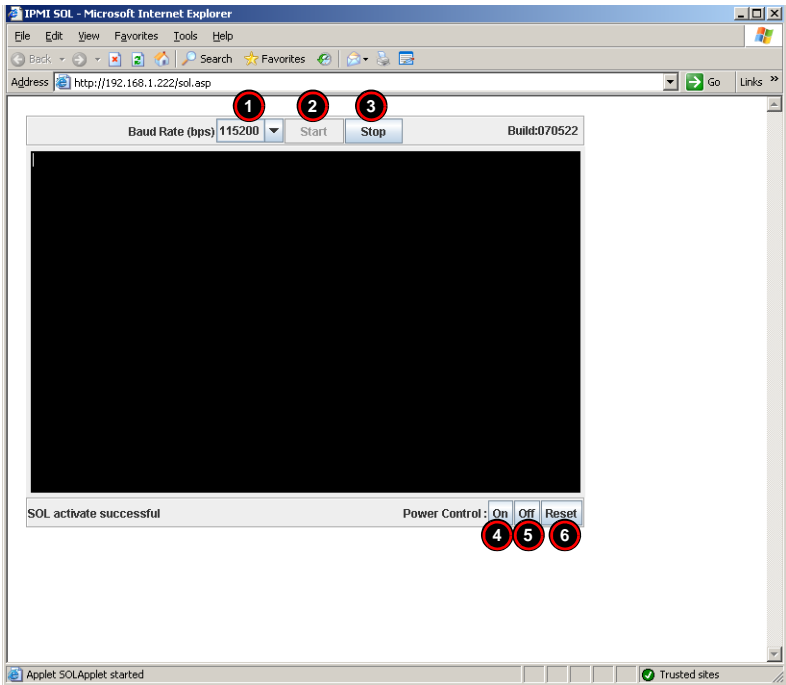 IPMI SOL - Microsoft Internet Explorer
File Edit View Favorites Tools Help
Back Search Favorites
Address http://192.168.1.222/sol.asp Go Links »
1 2 3
Baud Rate (bps) 115200 Start Stop Build:070522
SOL activate successful Power Control : On Off Reset
4 5 6
Applet SOLApplet started Trusted sites